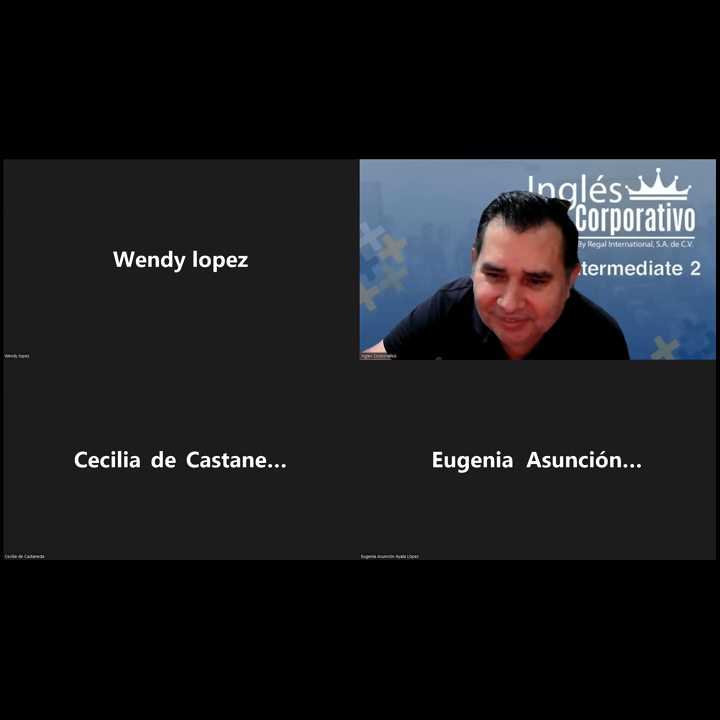 Wendy lopez
Wendy lopez
Inglés
Corporativo
By Regal International, S.A. de C.V.
termediate 2
Inglés Corporativo
Cecilia de Castane...
Cecilia de Castaneda
Eugenia Asunción...
Eugenia Asunción Ayala López